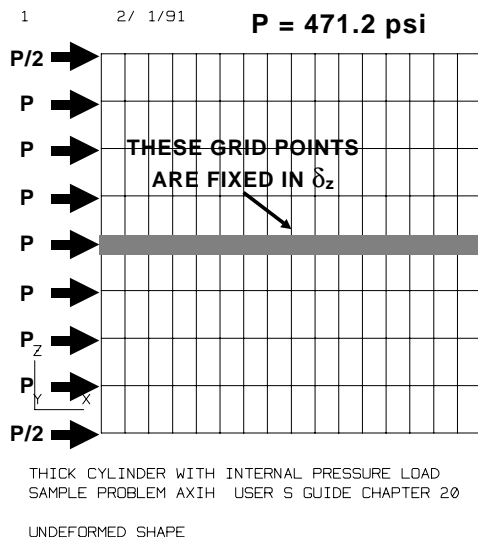 1 2/ 1/91 P = 471.2 psi
P/2
P
P
THESE GRID POINTS
ARE FIXED IN δz
P
P
P
P
Z
P
Y X
P/2
THICK CYLINDER WITH INTERNAL PRESSURE LOAD
SAMPLE PROBLEM AXIH USER S GUIDE CHAPTER 20
UNDEFORMED SHAPE